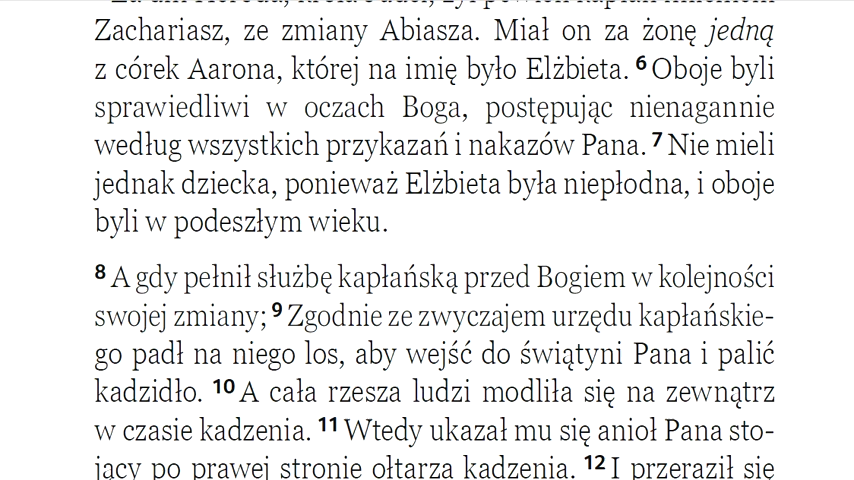 Zachariasz, ze zmiany Abiasza. Miał on za żonę jedną
z córek Aarona, której na imię było Elżbieta. 6 Oboje byli
sprawiedliwi w oczach Boga, postępując nienagannie
według wszystkich przykazań i nakazów Pana. 7 Nie mieli
jednak dziecka, ponieważ Elżbieta była niepłodna, i oboje
byli w podeszłym wieku.
8 A gdy pełnił służbę kapłańską przed Bogiem w kolejności
swojej zmiany; 9 Zgodnie ze zwyczajem urzędu kapłańskie-
go padł na niego los, aby wejść do świątyni Pana i palić
kadzidło. 10 A cała rzesza ludzi modliła się na zewnątrz
w czasie kadzenia. 11 Wtedy ukazał mu się anioł Pana sto-
jący po prawej stronie ołtarza kadzenia. 12 I przeraził się